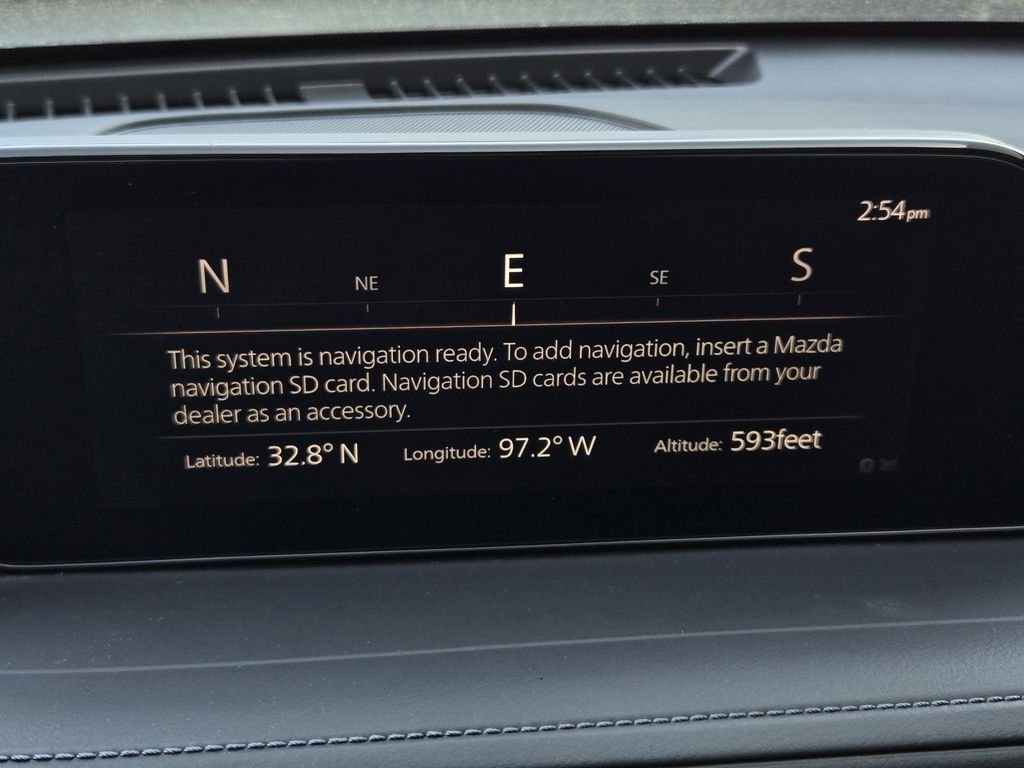 2:54pm
N NE E SE S
This system is navigation ready. To add navigation, insert a Mazda
navigation SD card. Navigation SD cards are available from your
dealer as an accessory.
Latitude: 32.8° N Longitude: 97.2° W Altitude: 593feet